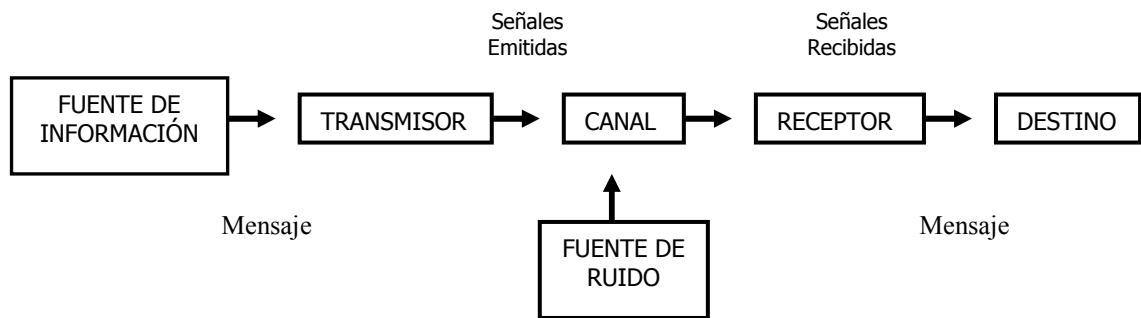 Señales
Emitidas
Señales
Recibidas
FUENTE DE
INFORMACIÓN
TRANSMISOR
CANAL
RECEPTOR
DESTINO
Mensaje
Mensaje
FUENTE DE
RUIDO